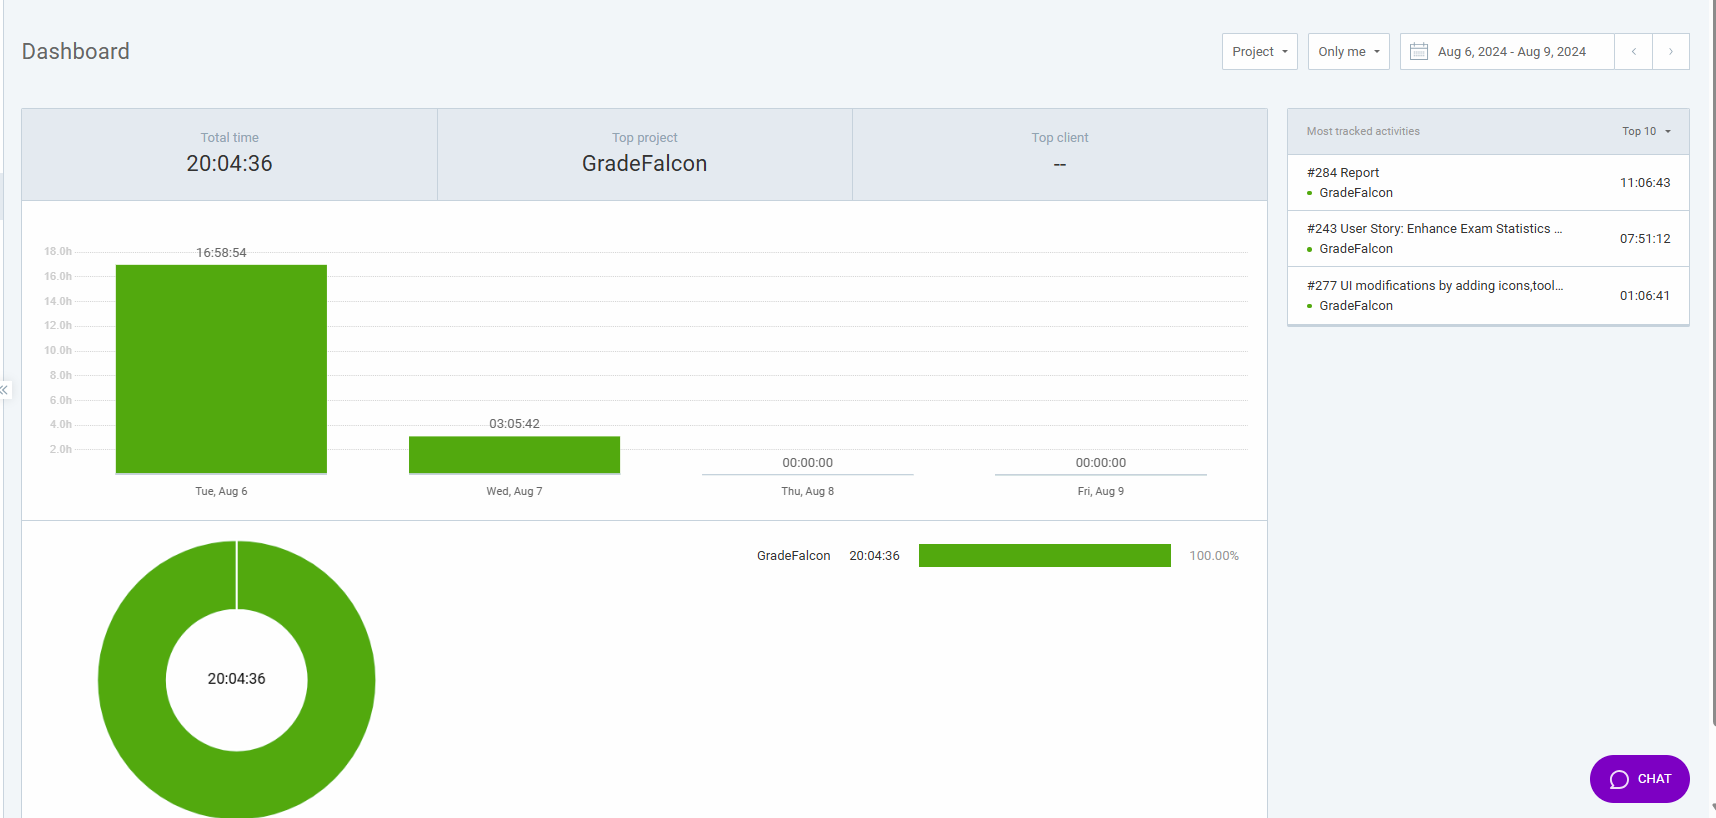 Dashboard
Project
Only me
Aug 6, 2024 - Aug 9, 2024
Total time
20:04:36
Top project
GradeFalcon
Top client
--
18.0h
16.0h
14.0h
12.0h
10.0h
8.0h
6.0h
4.0h
2.0h
16:58:54
03:05:42
00:00:00
00:00:00
Tue, Aug 6
Wed, Aug 7
Thu, Aug 8
Fri, Aug 9
20:04:36
GradeFalcon 20:04:36 100.00%
Most tracked activities
Top 10
#284 Report
GradeFalcon
11:06:43
#243 User Story: Enhance Exam Statistics ...
GradeFalcon
07:51:12
#277 UI modifications by adding icons,tool...
GradeFalcon
01:06:41
CHAT